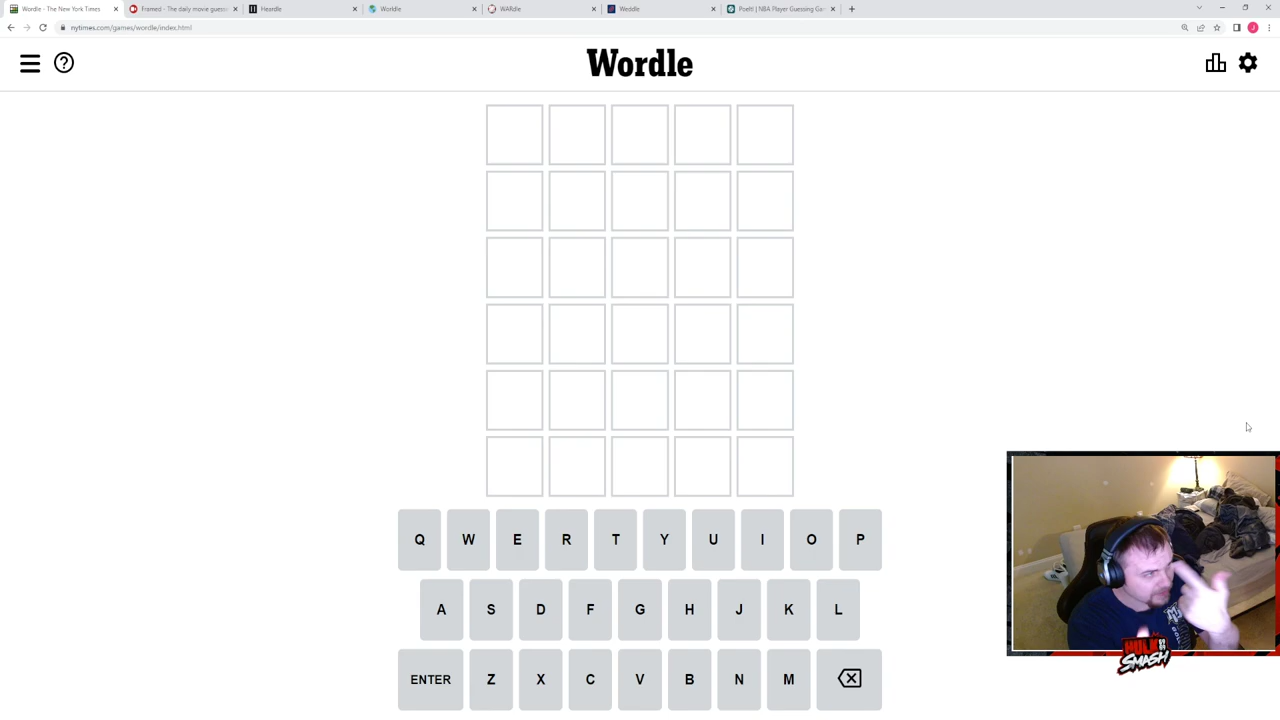 Wordle - The New York Times
Framed - The daily movie guess
Heardle
Worldle
WARdle
Weddle
Poeltl | NBA Player Guessing Ga
nytimes.com/games/wordle/index.html
J
Wordle
Q W E R T Y U I O P
A S D F G H J K L
ENTER Z X C V B N M
HULK
SMASH